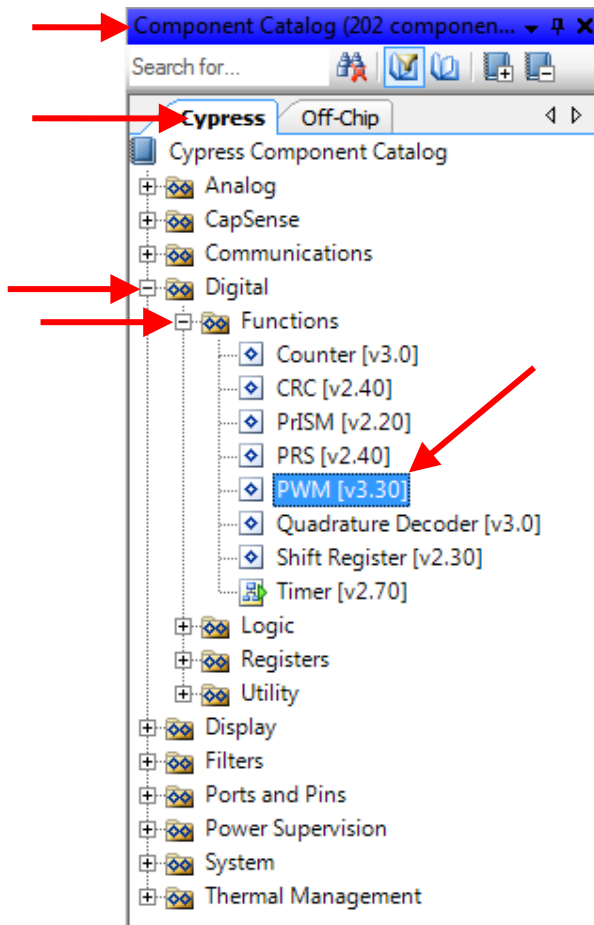 Component Catalog (202 componen...
Search for...
Cypress Off-Chip
Cypress Component Catalog
Analog
CapSense
Communications
Digital
Functions
Counter [v3.0]
CRC [v2.40]
PrISM [v2.20]
PRS [v2.40]
PWM [v3.30]
Quadrature Decoder [v3.0]
Shift Register [v2.30]
Timer [v2.70]
Logic
Registers
Utility
Display
Filters
Ports and Pins
Power Supervision
System
Thermal Management